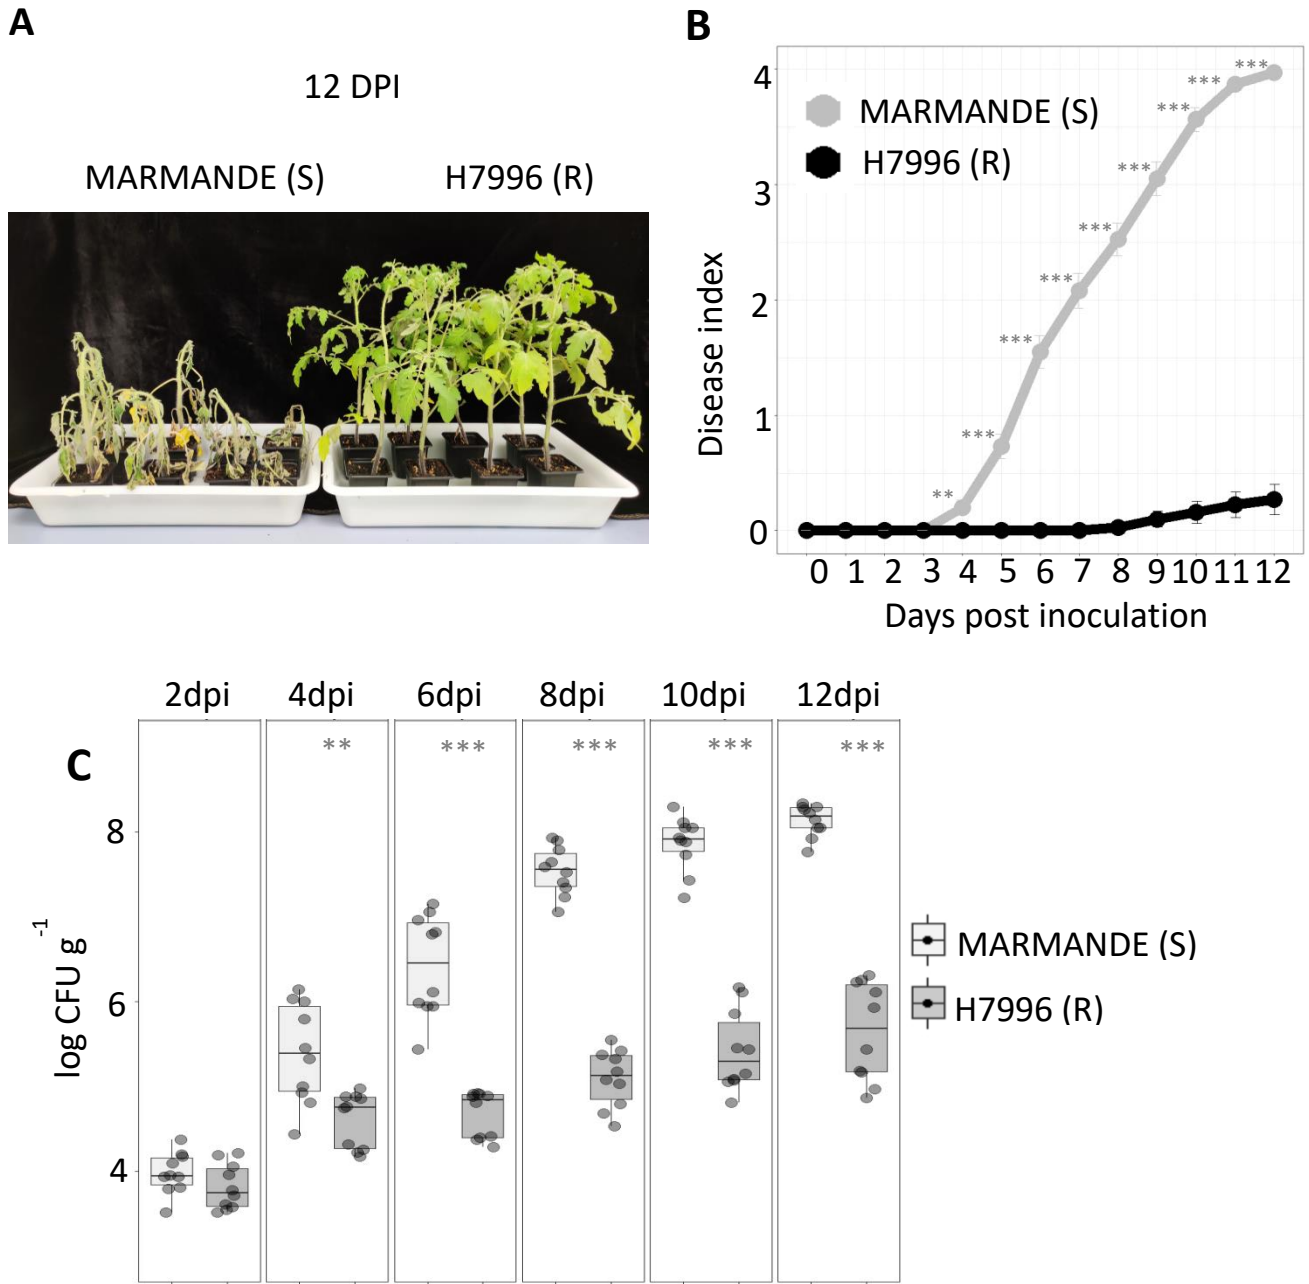 A
12 DPI
MARMANDE (S) H7996 (R)
B
4
3
2
1
0
Disease index
MARMANDE (S)
H7996 (R)
**
***
***
***
***
***
***
***
***
0 1 2 3 4 5 6 7 8 9 10 11 12
Days post inoculation
C
2dpi 4dpi 6dpi 8dpi 10dpi 12dpi
** *** *** *** ***
8
6
4
log CFU g⁻¹
MARMANDE (S)
H7996 (R)